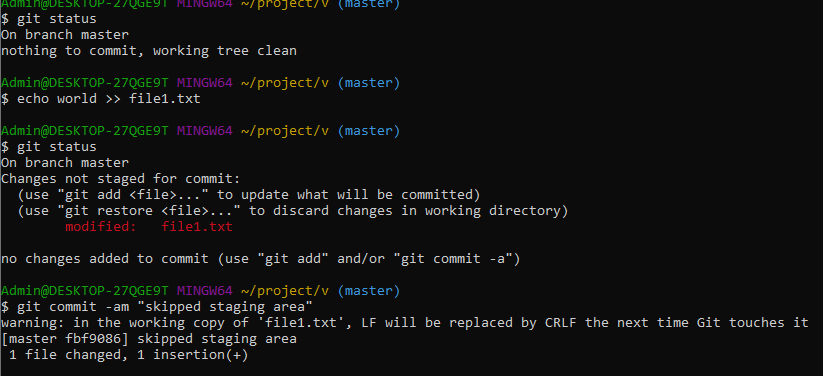 Admin@DESKTOP-27QGE9T MINGW64 ~/project/v (master)
$ git status
On branch master
nothing to commit, working tree clean
Admin@DESKTOP-27QGE9T MINGW64 ~/project/v (master)
$ echo world >> file1.txt
Admin@DESKTOP-27QGE9T MINGW64 ~/project/v (master)
$ git status
On branch master
Changes not staged for commit:
  (use "git add <file>..." to update what will be committed)
  (use "git restore <file>..." to discard changes in working directory)
        modified:   file1.txt
no changes added to commit (use "git add" and/or "git commit -a")
Admin@DESKTOP-27QGE9T MINGW64 ~/project/v (master)
$ git commit -am "skipped staging area"
warning: in the working copy of 'file1.txt', LF will be replaced by CRLF the next time Git touches it
[master fbf9086] skipped staging area
 1 file changed, 1 insertion(+)